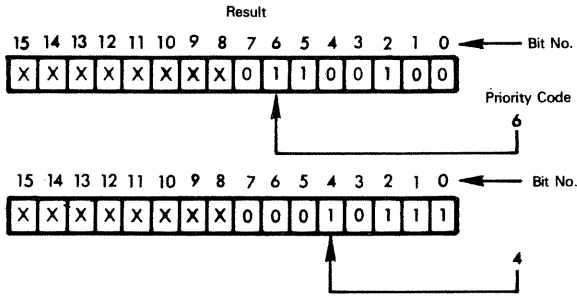 Result
15 14 13 12 11 10 9 8 7 6 5 4 3 2 1 0 Bit No.
X X X X X X X X 0 1 1 0 0 1 0 0
Priority Code
6
15 14 13 12 11 10 9 8 7 6 5 4 3 2 1 0 Bit No.
X X X X X X X X 0 0 0 1 0 1 1 1
4